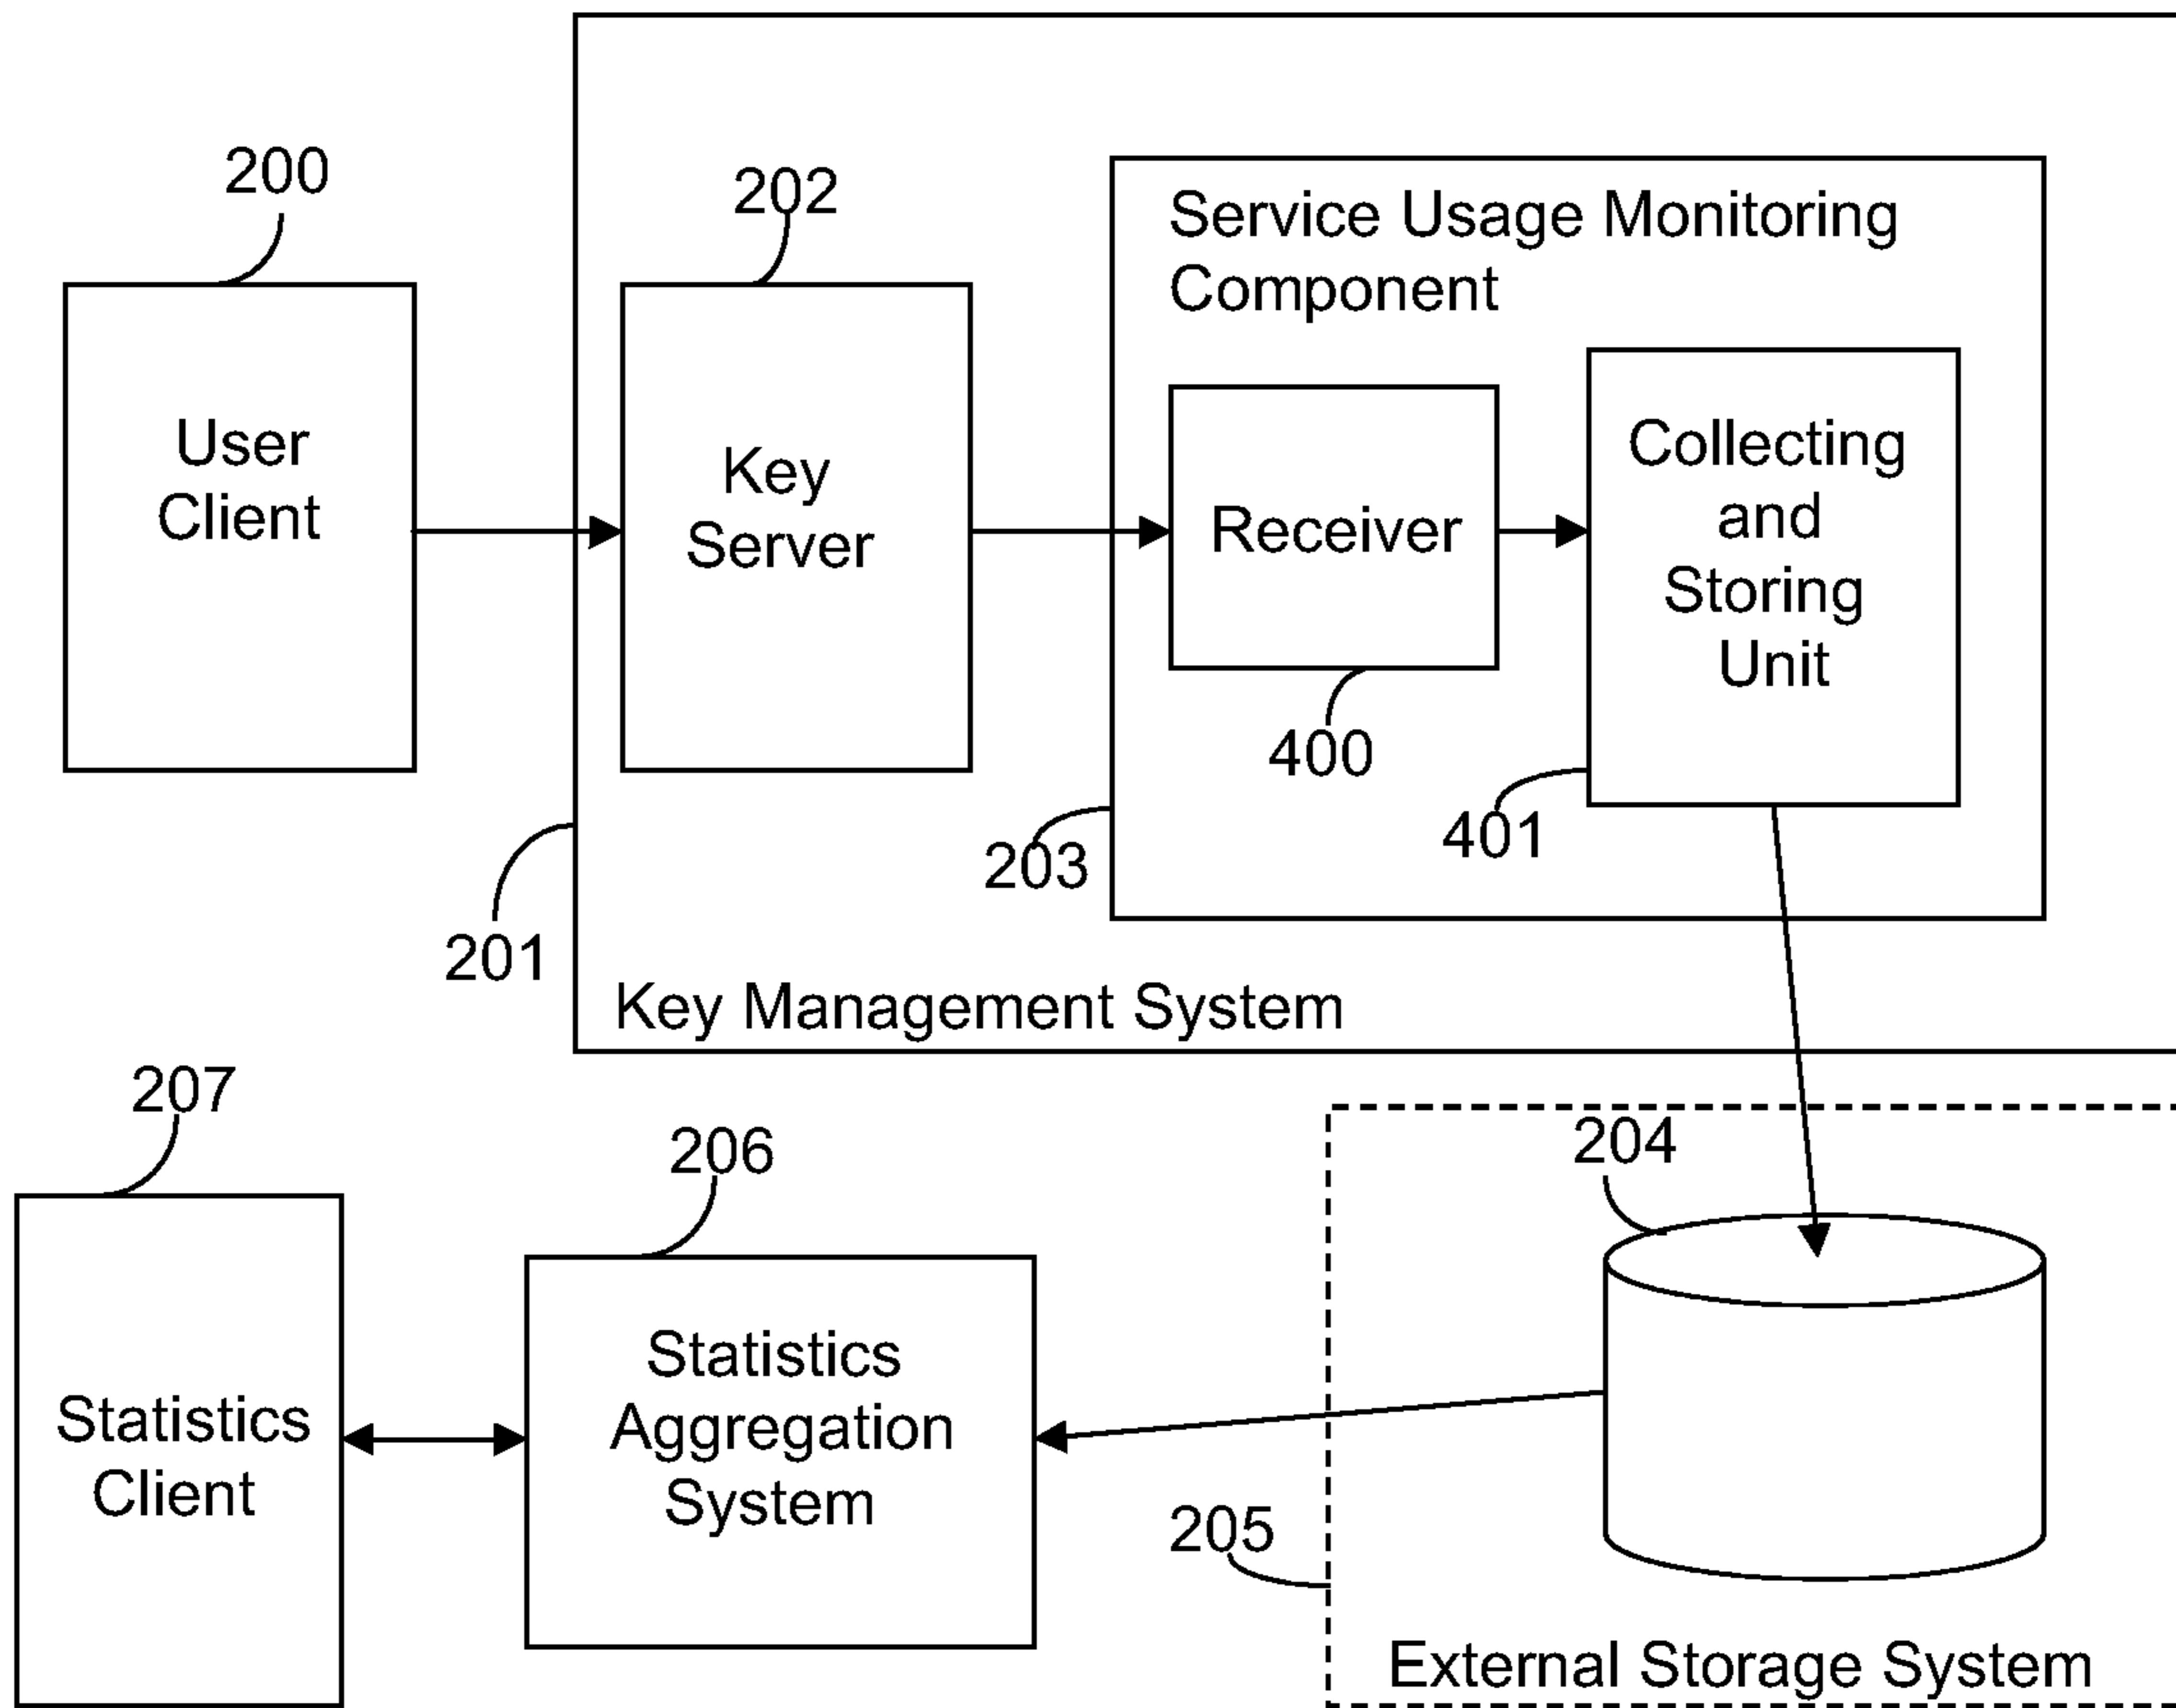 200
202
Service Usage Monitoring
Component
User
Client
Key
Server
Receiver
Collecting
and
Storing
Unit
400
401
203
201
Key Management System
207
206
204
Statistics
Client
Statistics
Aggregation
System
205
External Storage System